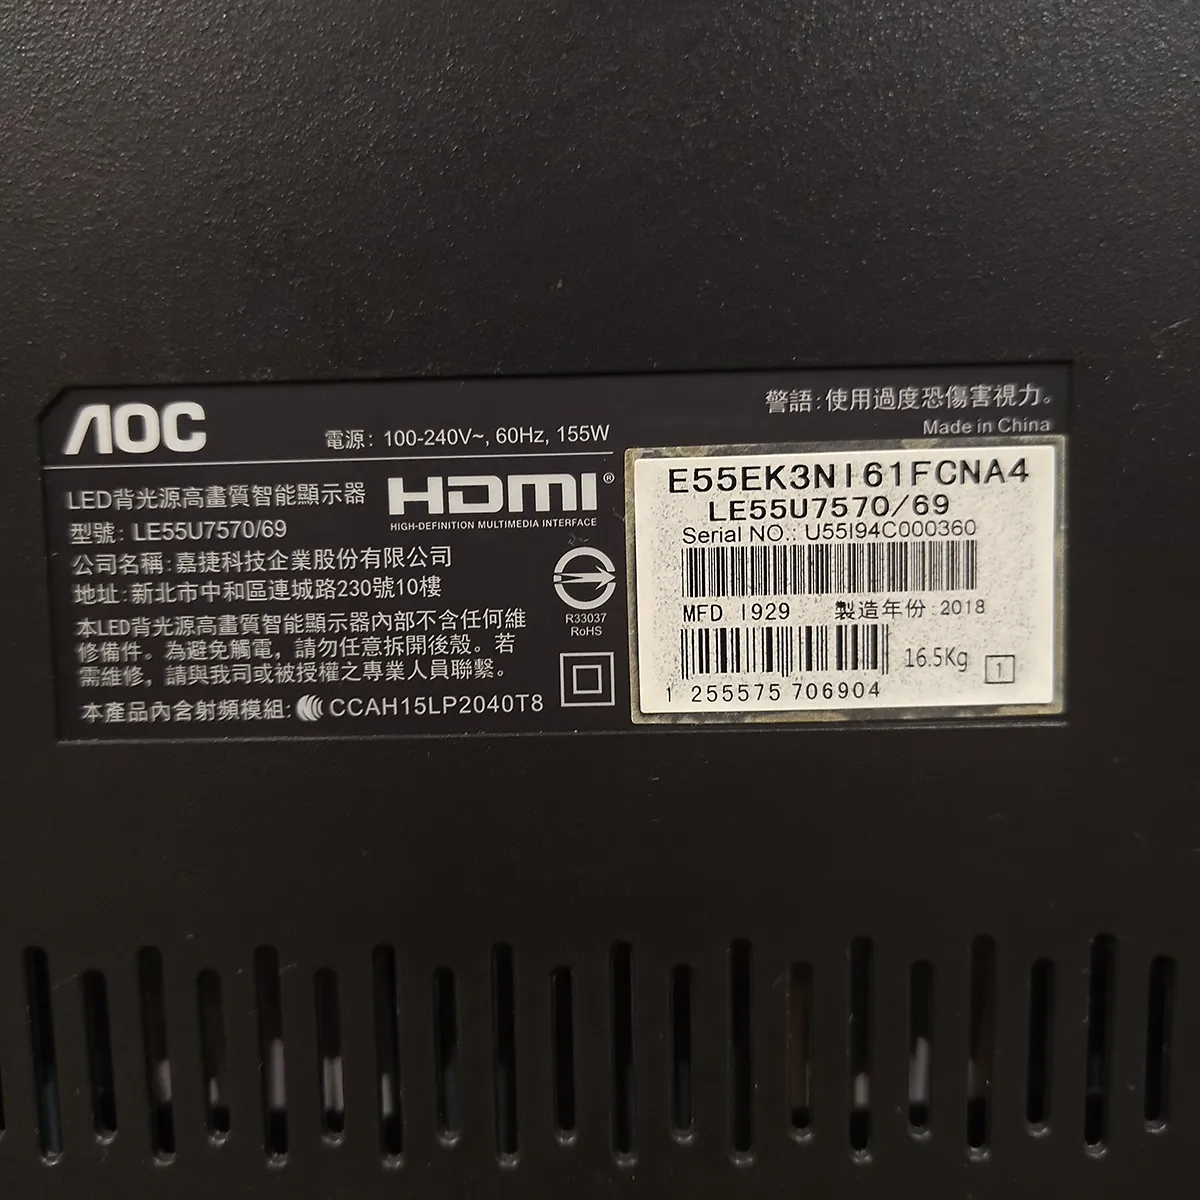 AOC
電源: 100-240V~, 60Hz, 155W
警語:使用過度恐傷害視力。
Made in China
LED背光源高畫質智能顯示器
型號: LE55U7570/69
HDMI®
HIGH-DEFINITION MULTIMEDIA INTERFACE
公司名稱:嘉捷科技企業股份有限公司
地址:新北市中和區連城路230號10樓
R33037
RoHS
本LED背光源高畫質智能顯示器內部不含任何維
修備件。為避免觸電,請勿任意拆開後殼。若
需維修,請與我司或被授權之專業人員聯繫。
本產品內含射頻模組: CCAH15LP2040T8
E55EK3NI61FCNA4
LE55U7570/69
Serial NO.: U55I94C000360
MFD I929 製造年份:2018
16.5Kg 1
1 255575 706904